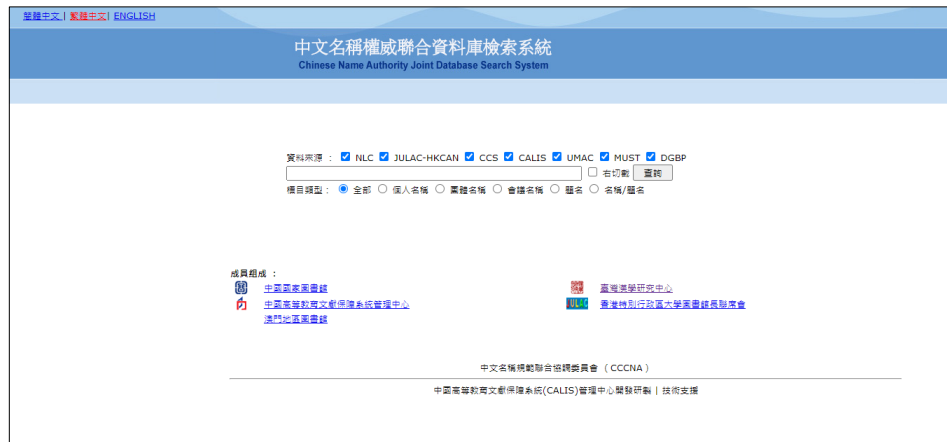 简體中文 | 繁體中文 | ENGLISH
中文名稱權威聯合資料庫檢索系統
Chinese Name Authority Joint Database Search System
資料來源 : NLC JULAC-HKCAN CCS CALIS UMAC MUST DGBP
右切截 查詢
標目類型 : 全部 個人名稱 團體名稱 會議名稱 題名 名稱/題名
成員組成 :
中國國家圖書館 臺灣漢學研究中心
中國高等教育文獻保障系統管理中心 香港特別行政區大學圖書館長聯席會
澳門地區圖書館
中文名稱規範聯合協調委員會 ( CCCNA )
中國高等教育文獻保障系統(CALIS)管理中心開發研製 | 技術支援